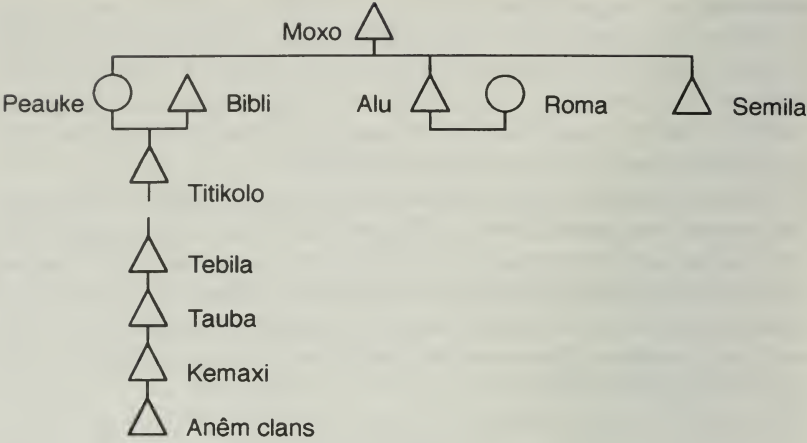 Moxo
Peauke Bibli Alu Roma Semila
Titikolo
Tebila
Tauba
Kemaxi
Anêm clans